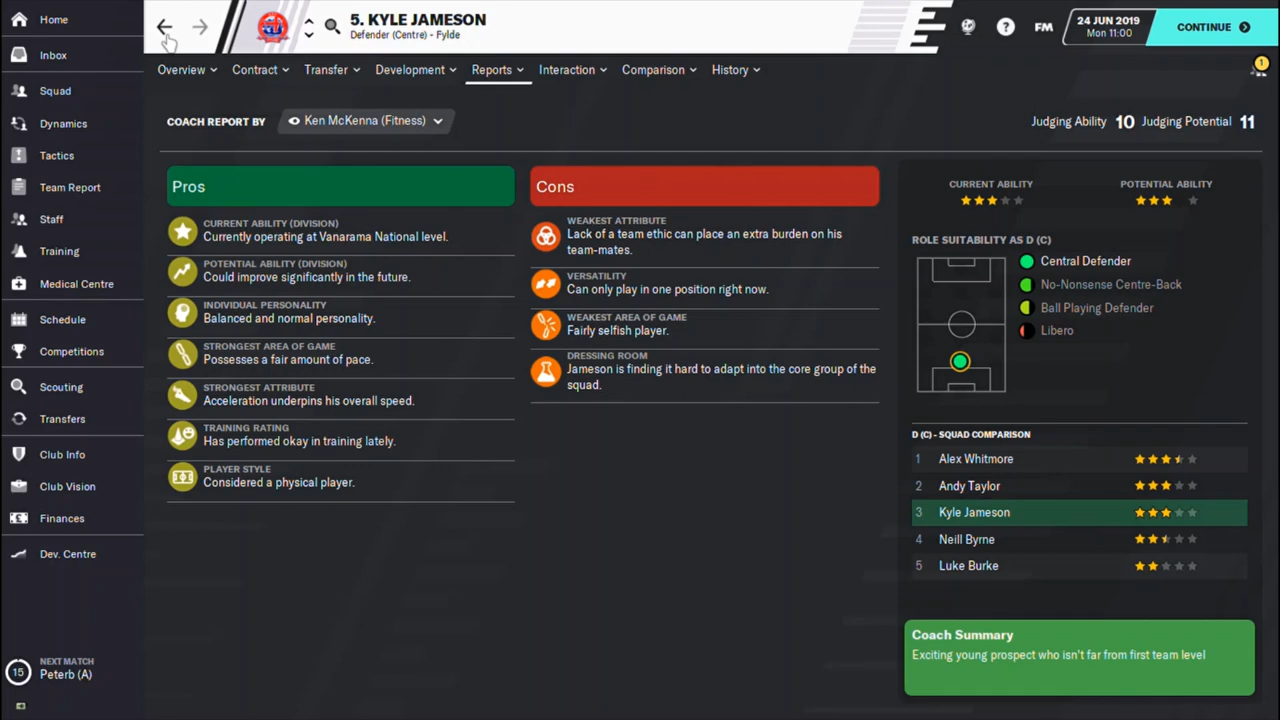 Home
Inbox
Squad
Dynamics
Tactics
Team Report
Staff
Training
Medical Centre
Schedule
Competitions
Scouting
Transfers
Club Info
Club Vision
Finances
Dev. Centre
15
NEXT MATCH
Peterb (A)
5. KYLE JAMESON
Defender (Centre) - Fylde
FM
24 JUN 2019
Mon 11:00
CONTINUE
1
Overview
Contract
Transfer
Development
Reports
Interaction
Comparison
History
COACH REPORT BY
Ken McKenna (Fitness)
Judging Ability 10 Judging Potential 11
Pros
CURRENT ABILITY (DIVISION)
Currently operating at Vanarama National level.
POTENTIAL ABILITY (DIVISION)
Could improve significantly in the future.
INDIVIDUAL PERSONALITY
Balanced and normal personality.
STRONGEST AREA OF GAME
Possesses a fair amount of pace.
STRONGEST ATTRIBUTE
Acceleration underpins his overall speed.
TRAINING RATING
Has performed okay in training lately.
PLAYER STYLE
Considered a physical player.
Cons
WEAKEST ATTRIBUTE
Lack of a team ethic can place an extra burden on his
team-mates.
VERSATILITY
Can only play in one position right now.
WEAKEST AREA OF GAME
Fairly selfish player.
DRESSING ROOM
Jameson is finding it hard to adapt into the core group of the
squad.
CURRENT ABILITY
POTENTIAL ABILITY
ROLE SUITABILITY AS D (C)
Central Defender
No-Nonsense Centre-Back
Ball Playing Defender
Libero
D (C) - SQUAD COMPARISON
1 Alex Whitmore
2 Andy Taylor
3 Kyle Jameson
4 Neill Byrne
5 Luke Burke
Coach Summary
Exciting young prospect who isn't far from first team level